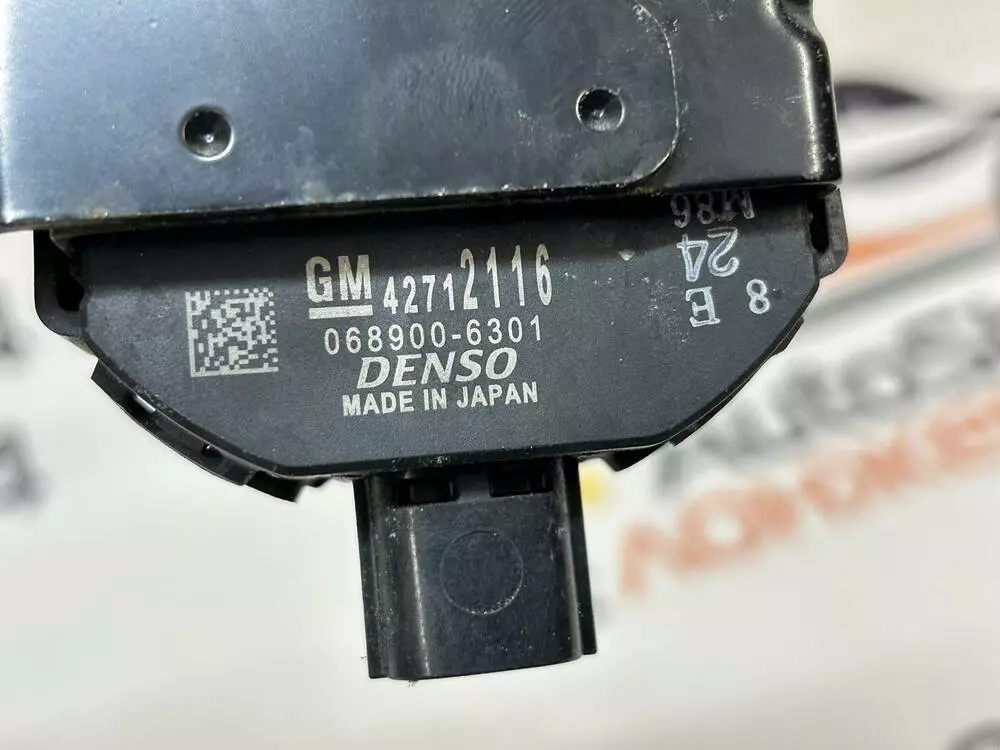 GM 42712116
068900-6301
DENSO
MADE IN JAPAN
8 E
24
M86